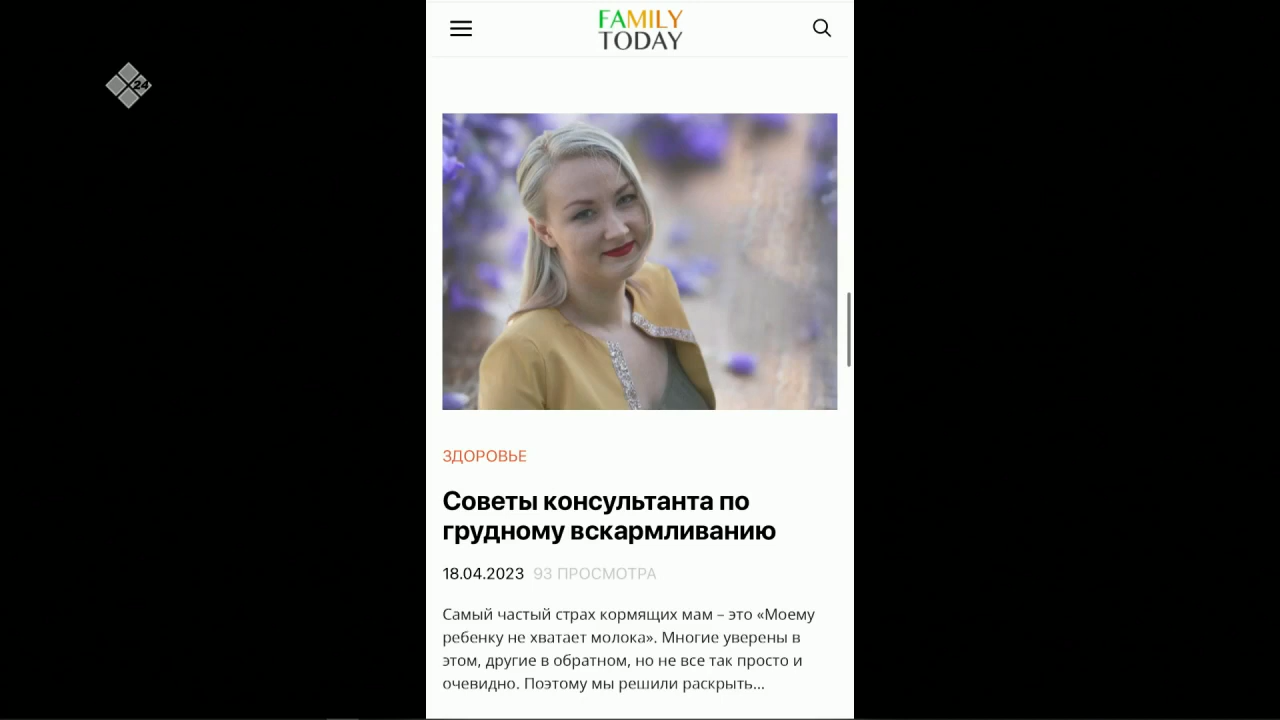 FAMILY
TODAY
24
ЗДОРОВЬЕ
Советы консультанта по
грудному вскармливанию
18.04.2023 93 ПРОСМОТРА
Самый частый страх кормящих мам – это «Моему
ребенку не хватает молока». Многие уверены в
этом, другие в обратном, но не все так просто и
очевидно. Поэтому мы решили раскрыть...